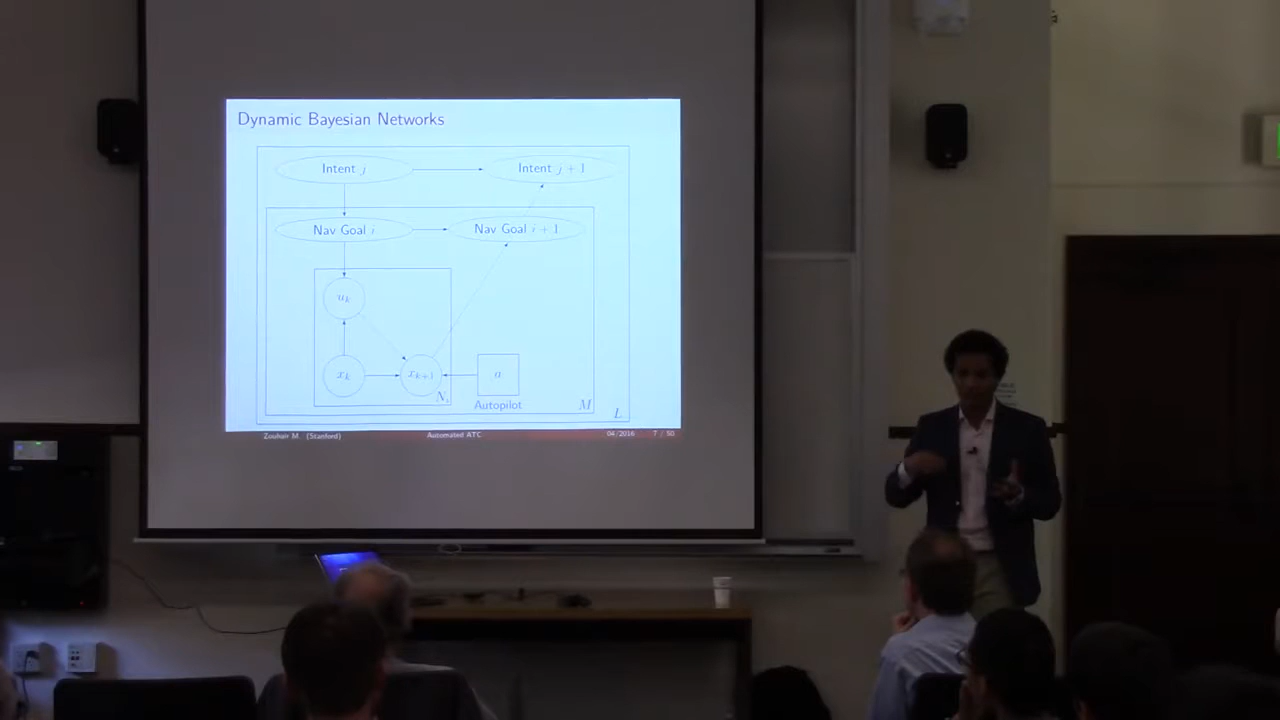 Dynamic Bayesian Networks
Intent j
Intent j + 1
Nav Goal i
Nav Goal i + 1
u_k
x_k
x_{k+1}
Autopilot
M
L
Zouhair M. (Stanford)
Automated ATC
04/2016
7 / 50